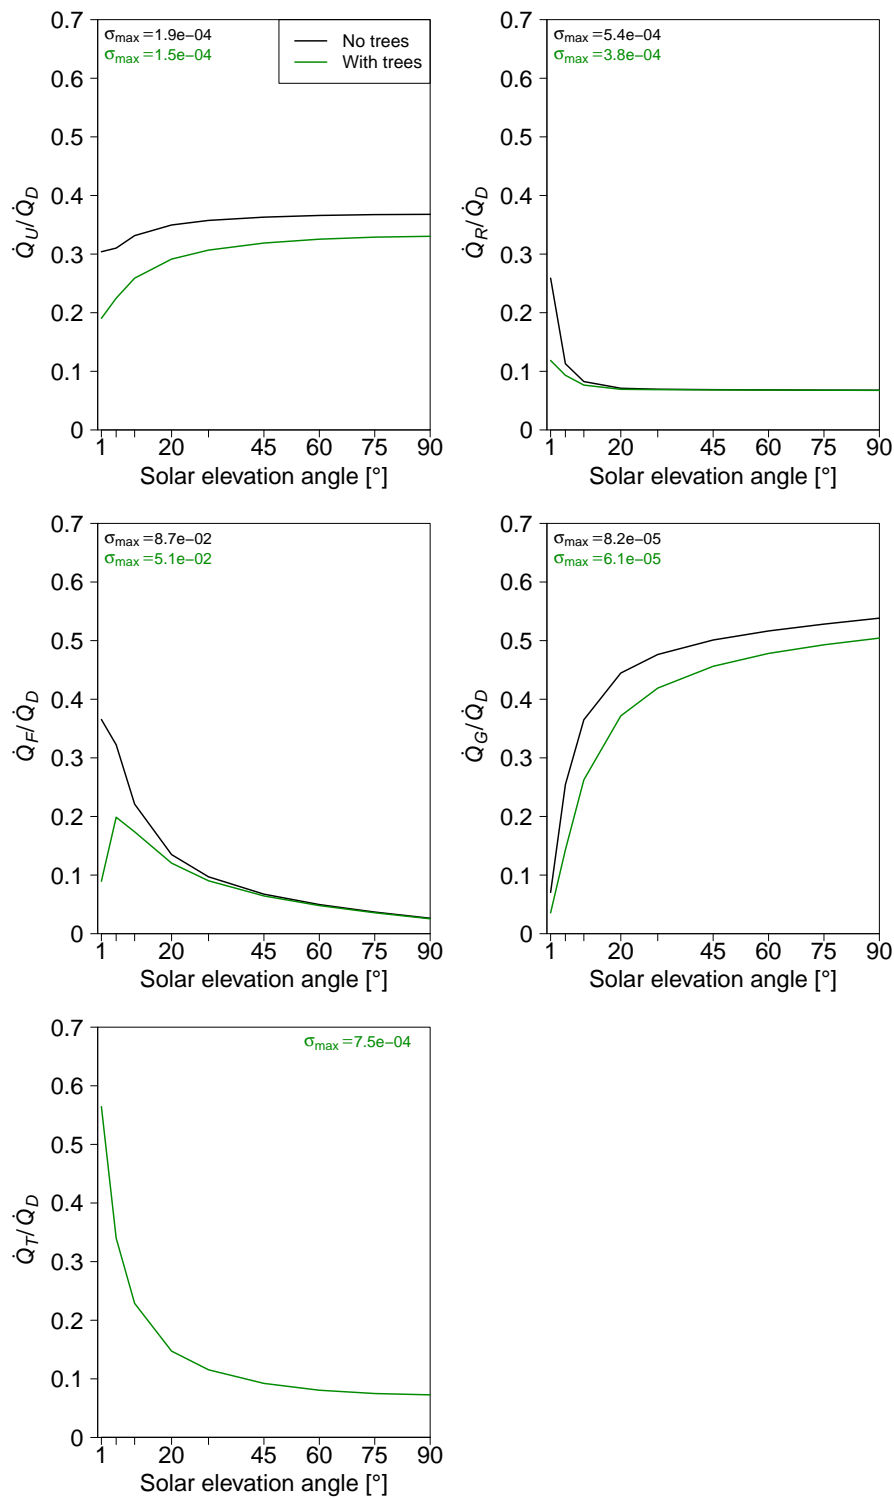 σmax=1.9e−04
σmax=1.5e−04
No trees
With trees
0.7
0.6
0.5
0.4
0.3
0.2
0.1
0
Q̇U/Q̇D
1 20 45 60 75 90
Solar elevation angle [°]
σmax=5.4e−04
σmax=3.8e−04
0.7
0.6
0.5
0.4
0.3
0.2
0.1
0
Q̇R/Q̇D
1 20 45 60 75 90
Solar elevation angle [°]
σmax=8.7e−02
σmax=5.1e−02
0.7
0.6
0.5
0.4
0.3
0.2
0.1
0
Q̇F/Q̇D
1 20 45 60 75 90
Solar elevation angle [°]
σmax=8.2e−05
σmax=6.1e−05
0.7
0.6
0.5
0.4
0.3
0.2
0.1
0
Q̇G/Q̇D
1 20 45 60 75 90
Solar elevation angle [°]
σmax=7.5e−04
0.7
0.6
0.5
0.4
0.3
0.2
0.1
0
Q̇T/Q̇D
1 20 45 60 75 90
Solar elevation angle [°]